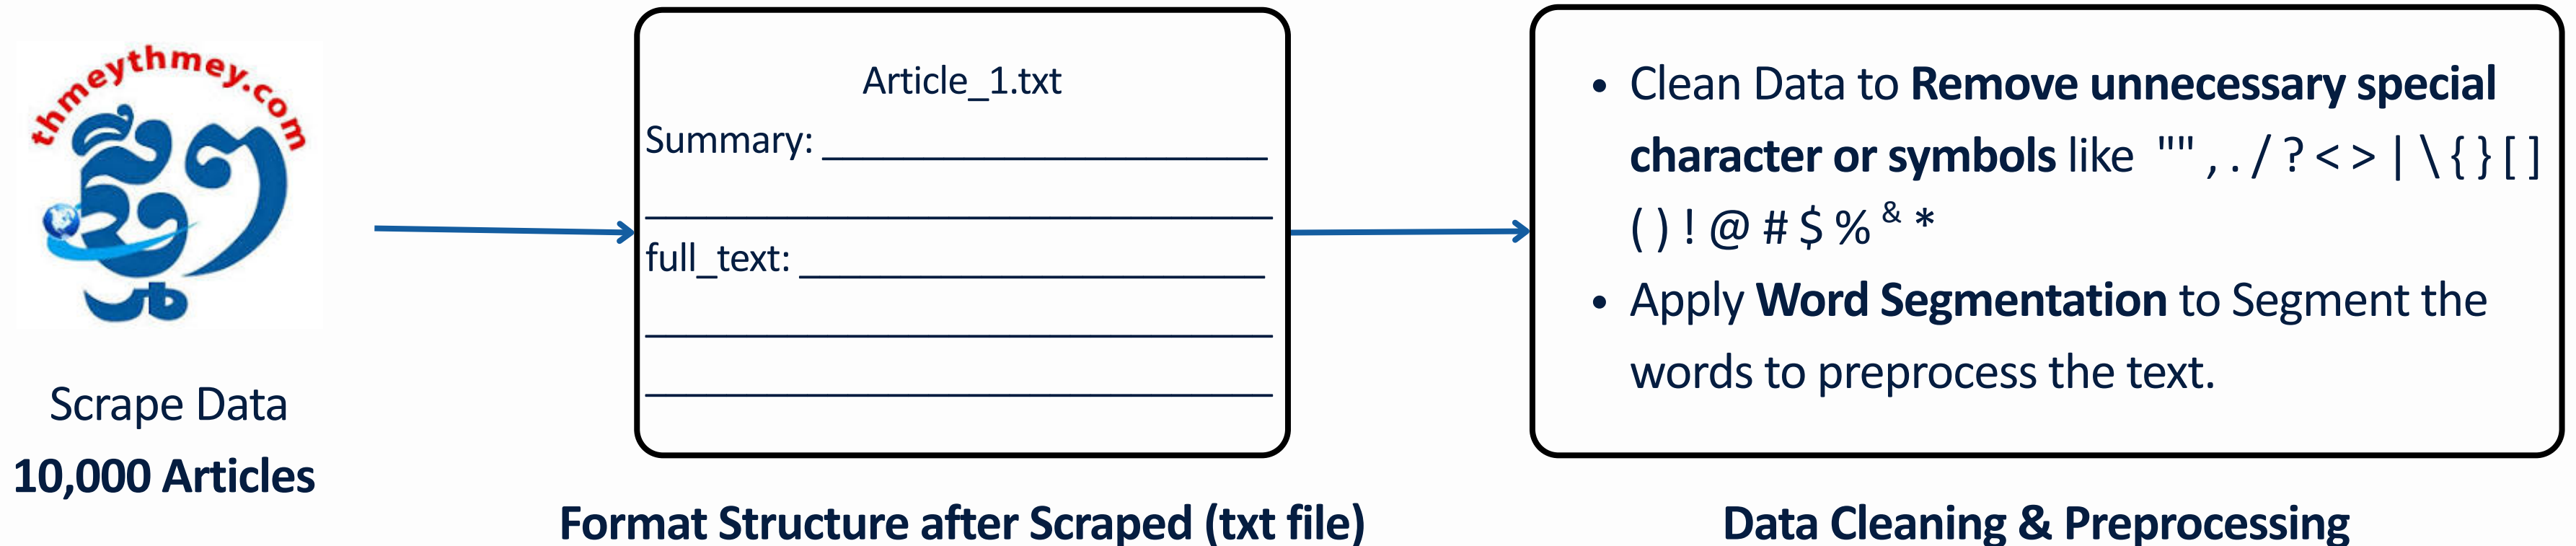 thmeythmey.com
Scrape Data
10,000 Articles
Article_1.txt
Summary:
full_text:
Format Structure after Scraped (txt file)
• Clean Data to Remove unnecessary special
character or symbols like "" , . / ? < > | \ { } [ ]
( ) ! @ # $ % & *
• Apply Word Segmentation to Segment the
words to preprocess the text.
Data Cleaning & Preprocessing